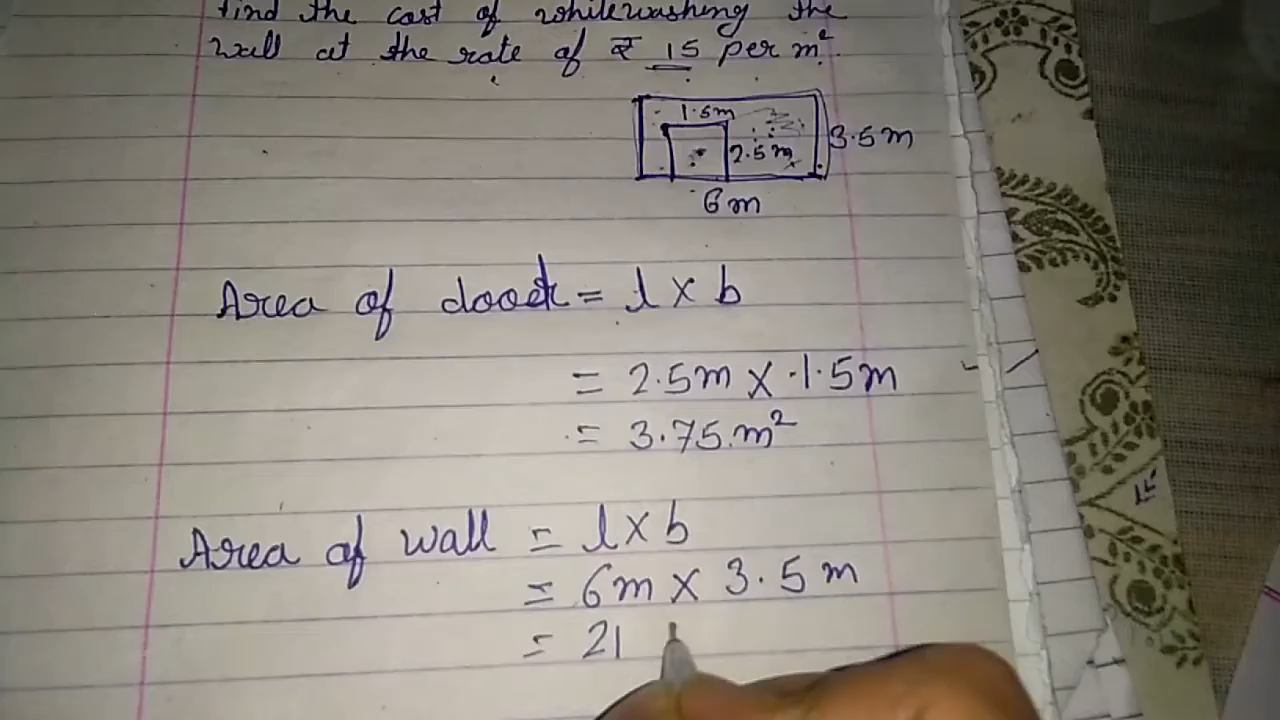 find the cost of whitewashing the
wall at the rate of ₹ 15 per m²
1.5m
2.5m
3.5m
6m
Area of door = l × b
= 2.5m × 1.5m
= 3.75 m²
Area of wall = l × b
= 6m × 3.5 m
= 21